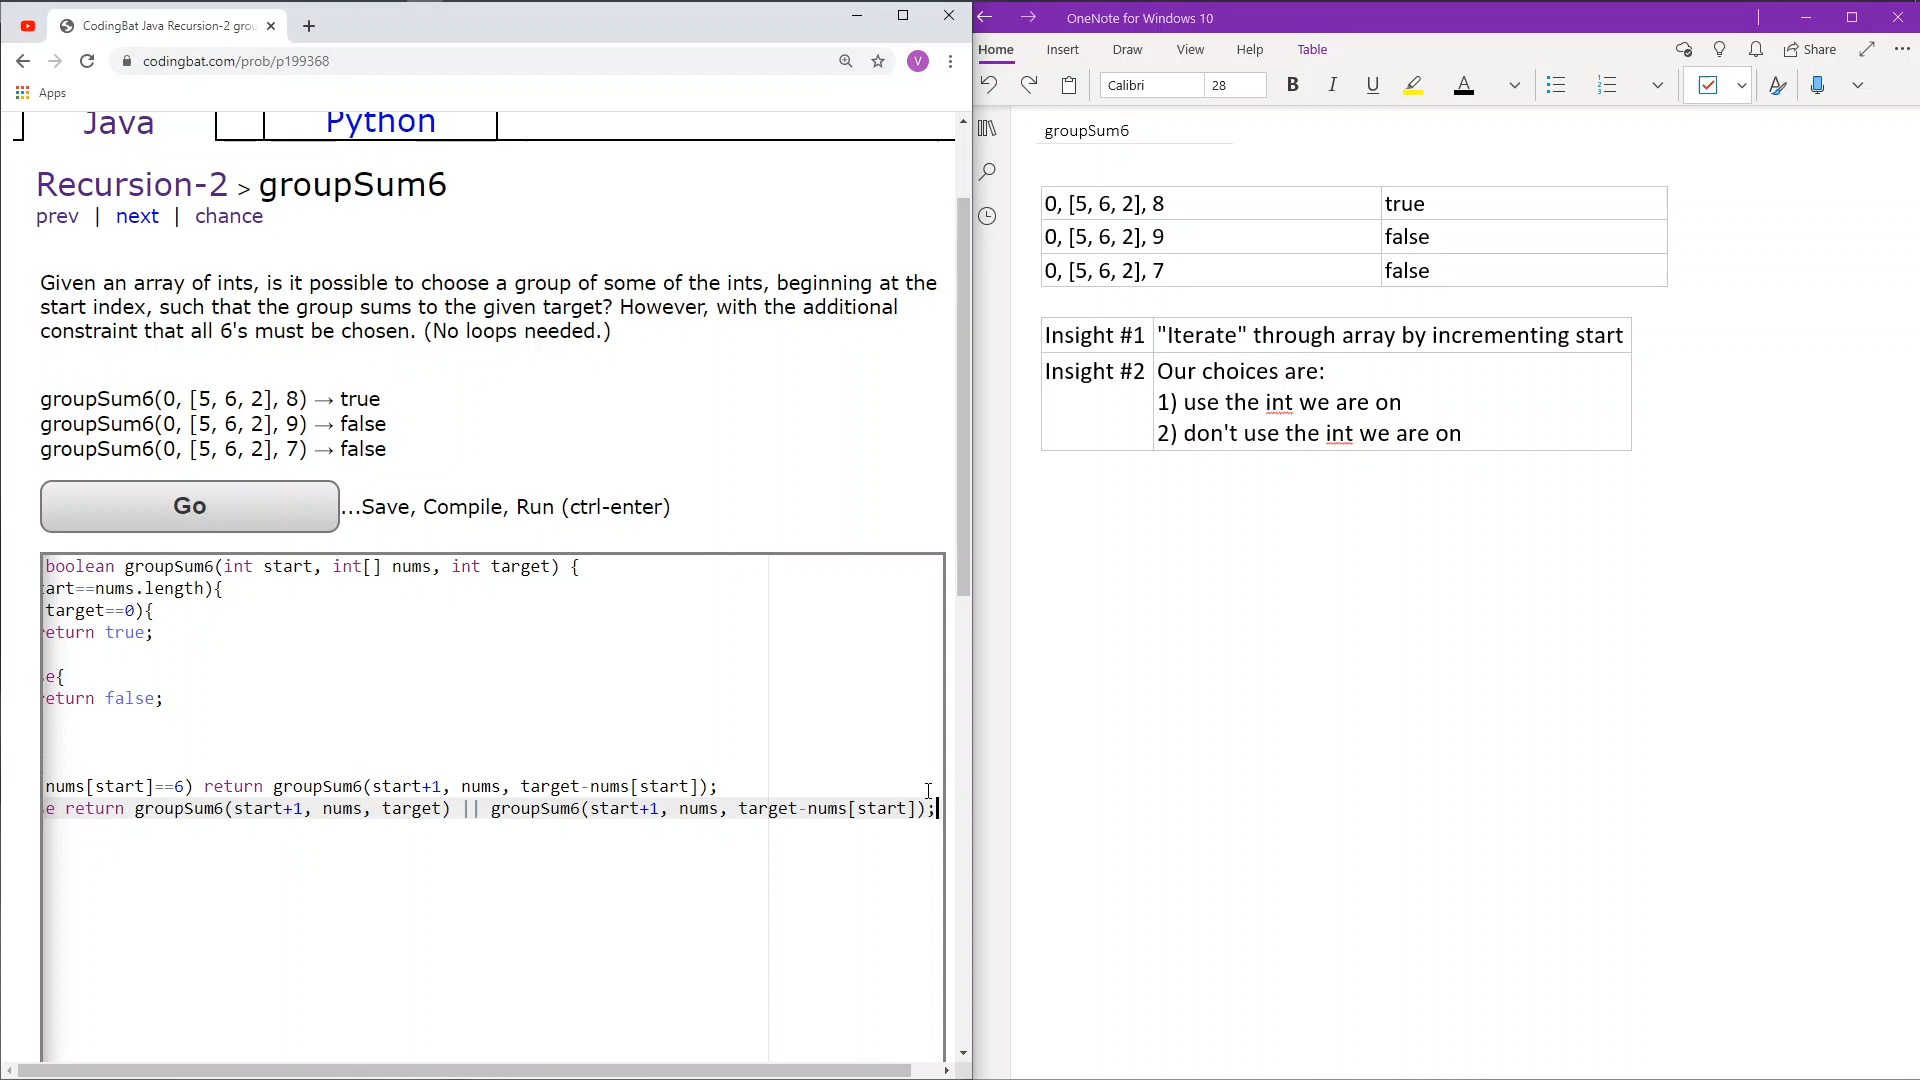 CodingBat Java Recursion-2 grou
codingbat.com/prob/p199368
V
Apps
Java
Python
Recursion-2 > groupSum6
prev | next | chance
Given an array of ints, is it possible to choose a group of some of the ints, beginning at the
start index, such that the group sums to the given target? However, with the additional
constraint that all 6's must be chosen. (No loops needed.)
groupSum6(0, [5, 6, 2], 8) → true
groupSum6(0, [5, 6, 2], 9) → false
groupSum6(0, [5, 6, 2], 7) → false
Go
...Save, Compile, Run (ctrl-enter)
boolean groupSum6(int start, int[] nums, int target) {
art==nums.length){
target==0){
eturn true;
e{
eturn false;
nums[start]==6) return groupSum6(start+1, nums, target-nums[start]);
e return groupSum6(start+1, nums, target) || groupSum6(start+1, nums, target-nums[start]);
OneNote for Windows 10
Home Insert Draw View Help Table
Share
Calibri 28 B I U A
groupSum6
0, [5, 6, 2], 8 true
0, [5, 6, 2], 9 false
0, [5, 6, 2], 7 false
Insight #1 "Iterate" through array by incrementing start
Insight #2 Our choices are:
1) use the int we are on
2) don't use the int we are on